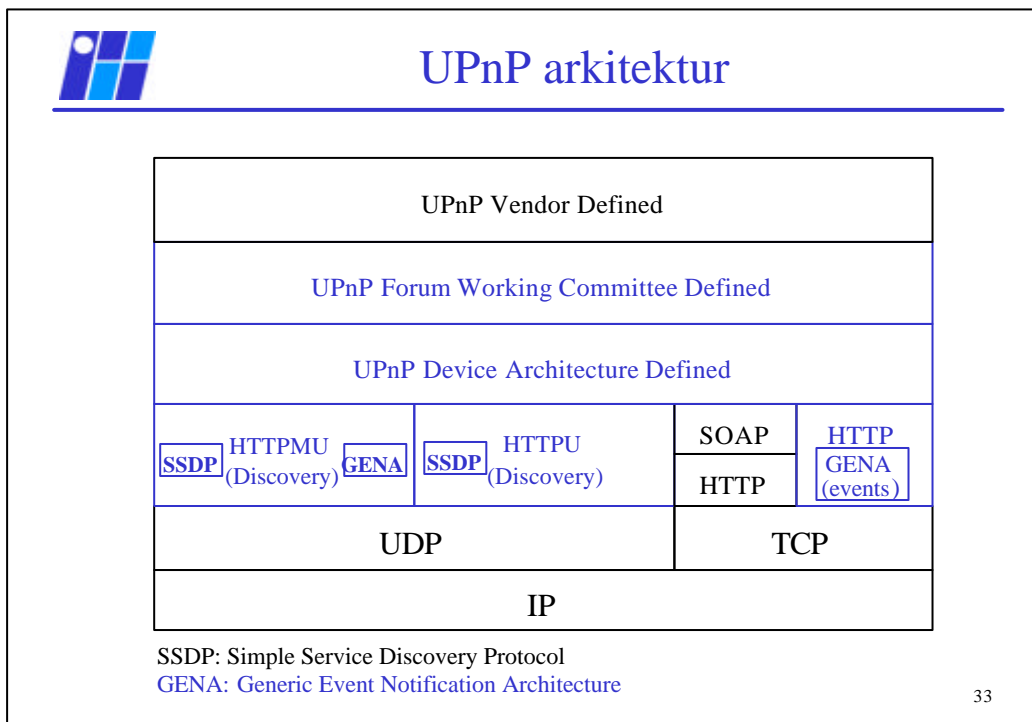 UPnP arkitektur
UPnP Vendor Defined
UPnP Forum Working Committee Defined
UPnP Device Architecture Defined
SSDP
HTTPMU
(Discovery)
GENA
SSDP
HTTPU
(Discovery)
SOAP
HTTP
HTTP
GENA
(events)
UDP
TCP
IP
SSDP: Simple Service Discovery Protocol
GENA: Generic Event Notification Architecture
33